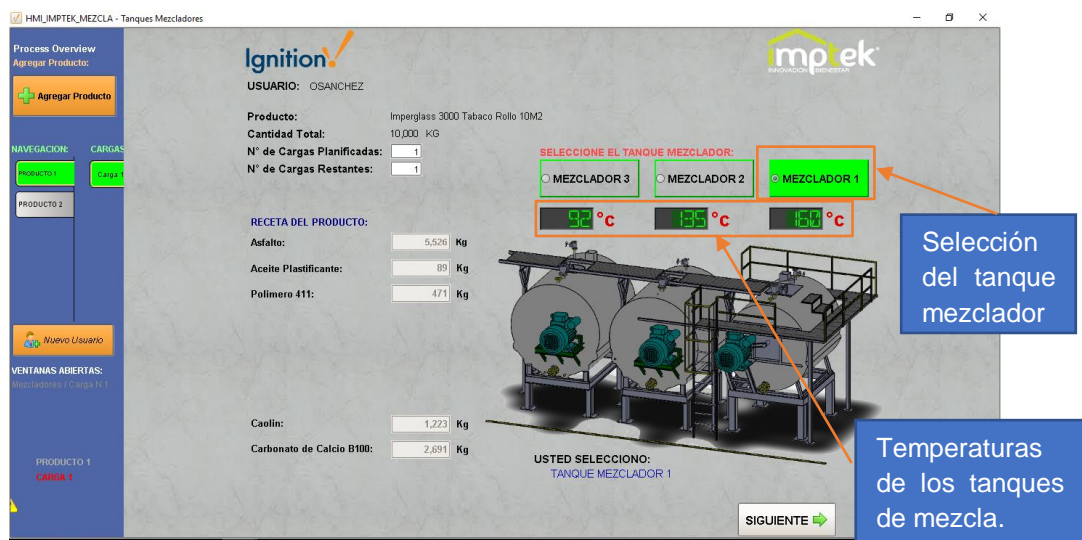 HMI_IMPTEK_MEZCLA - Tanques Mezcladores
Process Overview
Agregar Producto:
Agregar Producto
NAVEGACION: CARGAS
PRODUCTO 1
Carga 1
PRODUCTO 2
Nuevo Usuario
VENTANAS ABIERTAS:
Mezcladores / Carga N 1
PRODUCTO 1
CARGA 1
Ignition
imptek
INNOVACION BIENESTAR
USUARIO: OSANCHEZ
Producto: Imperglass 3000 Tabaco Rollo 10M2
Cantidad Total: 10,000 KG
N° de Cargas Planificadas: 1
N° de Cargas Restantes: 1
SELECCIONE EL TANQUE MEZCLADOR:
MEZCLADOR 3 MEZCLADOR 2 MEZCLADOR 1
92 °c 135 °c 160 °c
RECETA DEL PRODUCTO:
Asfalto: 5,526 Kg
Aceite Plastificante: 89 Kg
Polimero 411: 471 Kg
Caolin: 1,223 Kg
Carbonato de Calcio B100: 2,691 Kg
USTED SELECCIONO:
TANQUE MEZCLADOR 1
SIGUIENTE
Selección
del tanque
mezclador
Temperaturas
de los tanques
de mezcla.